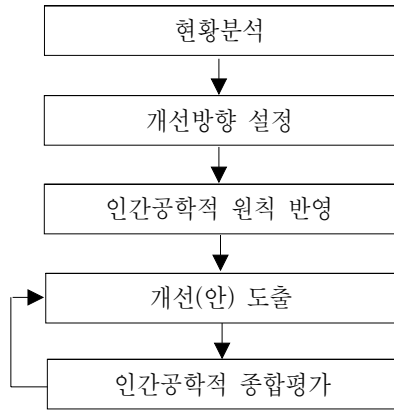 현황분석
개선방향 설정
인간공학적 원칙 반영
개선(안) 도출
인간공학적 종합평가